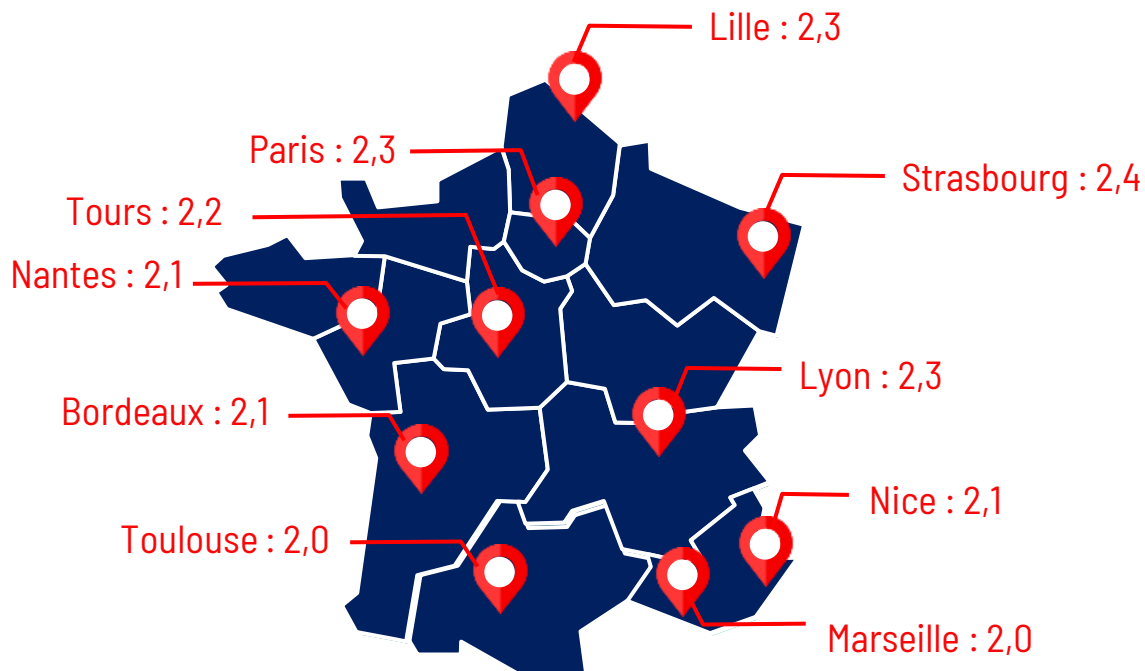 Lille : 2,3
Paris : 2,3
Strasbourg : 2,4
Tours : 2,2
Nantes : 2,1
Lyon : 2,3
Bordeaux : 2,1
Nice : 2,1
Toulouse : 2,0
Marseille : 2,0